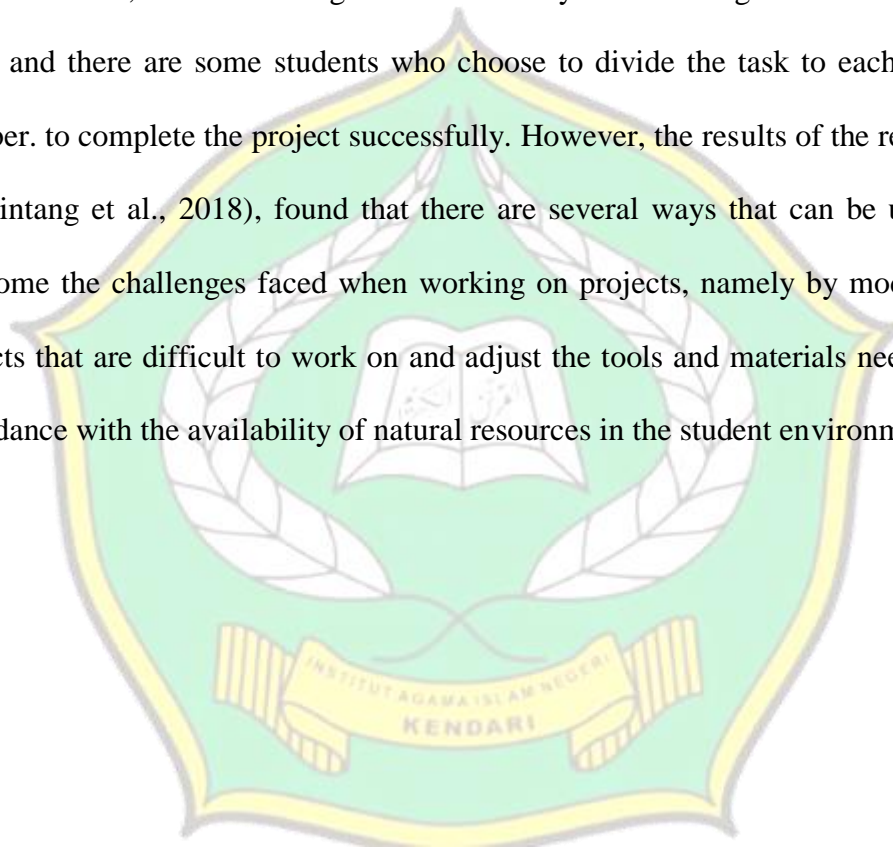 and there are some students who choose to divide the task to each
per. to complete the project successfully. However, the results of the re
intang et al., 2018), found that there are several ways that can be
ome the challenges faced when working on projects, namely by mod
cts that are difficult to work on and adjust the tools and materials nee
dance with the availability of natural resources in the student environm
INSTITUT AGAMA ISLAM NEGERI
KENDARI